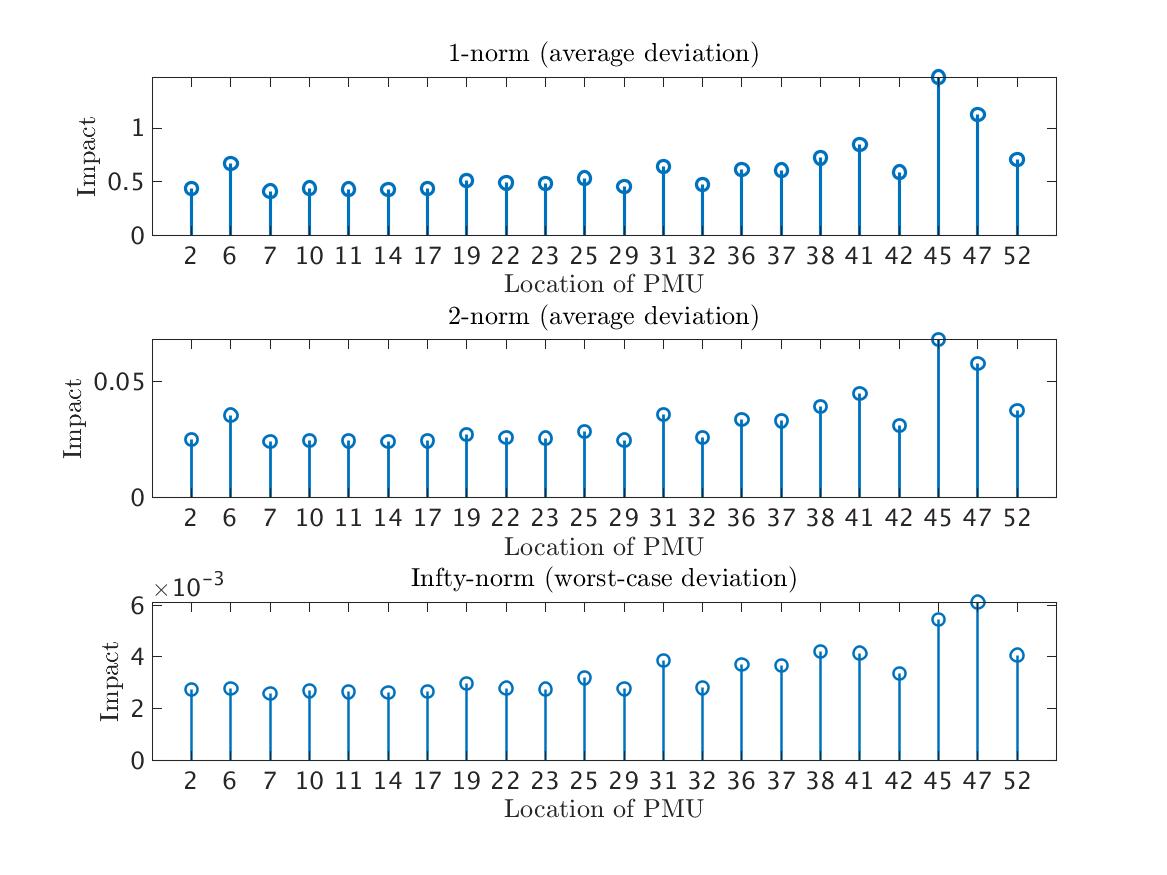 1-norm (average deviation)
Impact
1
0.5
0
2 6 7 10 11 14 17 19 22 23 25 29 31 32 36 37 38 41 42 45 47 52
Location of PMU
2-norm (average deviation)
Impact
0.05
0
2 6 7 10 11 14 17 19 22 23 25 29 31 32 36 37 38 41 42 45 47 52
Location of PMU
Infty-norm (worst-case deviation)
×10⁻³
Impact
6
4
2
0
2 6 7 10 11 14 17 19 22 23 25 29 31 32 36 37 38 41 42 45 47 52
Location of PMU